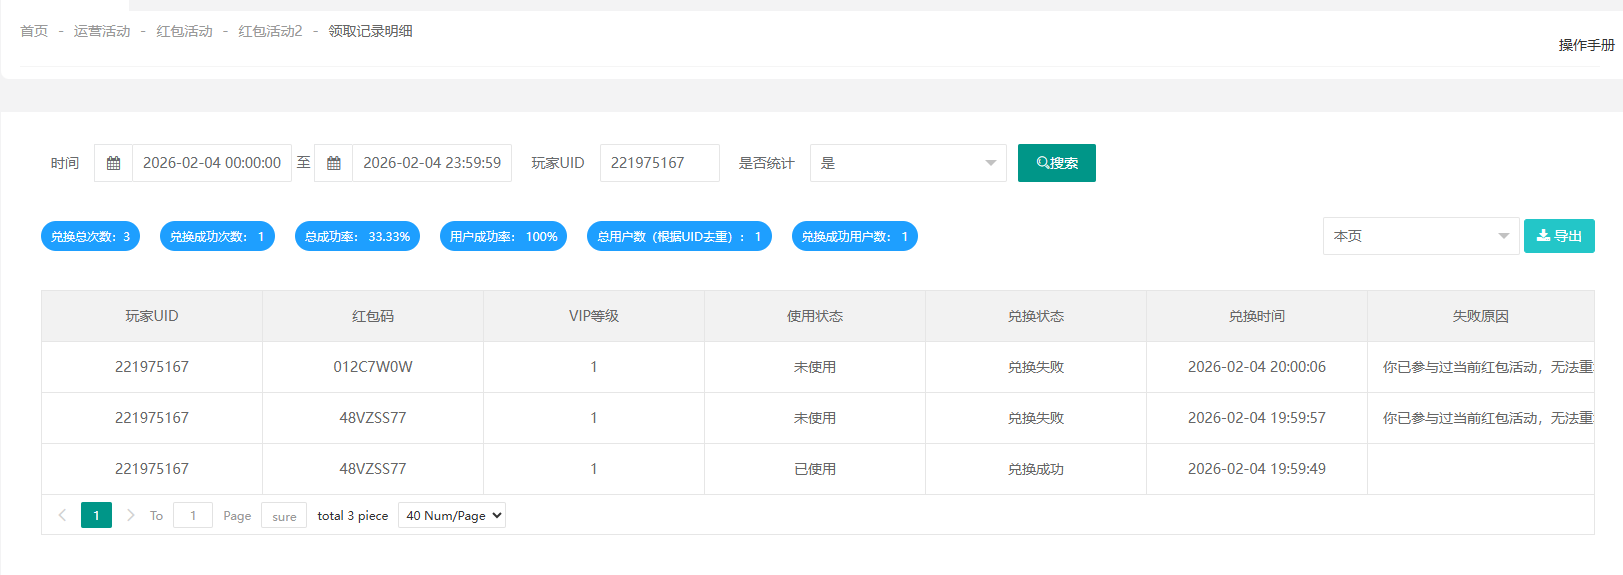 首页 - 运营活动 - 红包活动 - 红包活动2 - 领取记录明细
操作手册
时间 2026-02-04 00:00:00 至 2026-02-04 23:59:59 玩家UID 221975167 是否统计 是 搜索
兑换总次数：3 兑换成功次数： 1 总成功率： 33.33% 用户成功率： 100% 总用户数（根据UID去重）： 1 兑换成功用户数： 1 本页 导出
玩家UID 红包码 VIP等级 使用状态 兑换状态 兑换时间 失败原因
221975167 012C7W0W 1 未使用 兑换失败 2026-02-04 20:00:06 你已参与过当前红包活动，无法重
221975167 48VZSS77 1 未使用 兑换失败 2026-02-04 19:59:57 你已参与过当前红包活动，无法重
221975167 48VZSS77 1 已使用 兑换成功 2026-02-04 19:59:49
1 To 1 Page sure total 3 piece 40 Num/Page